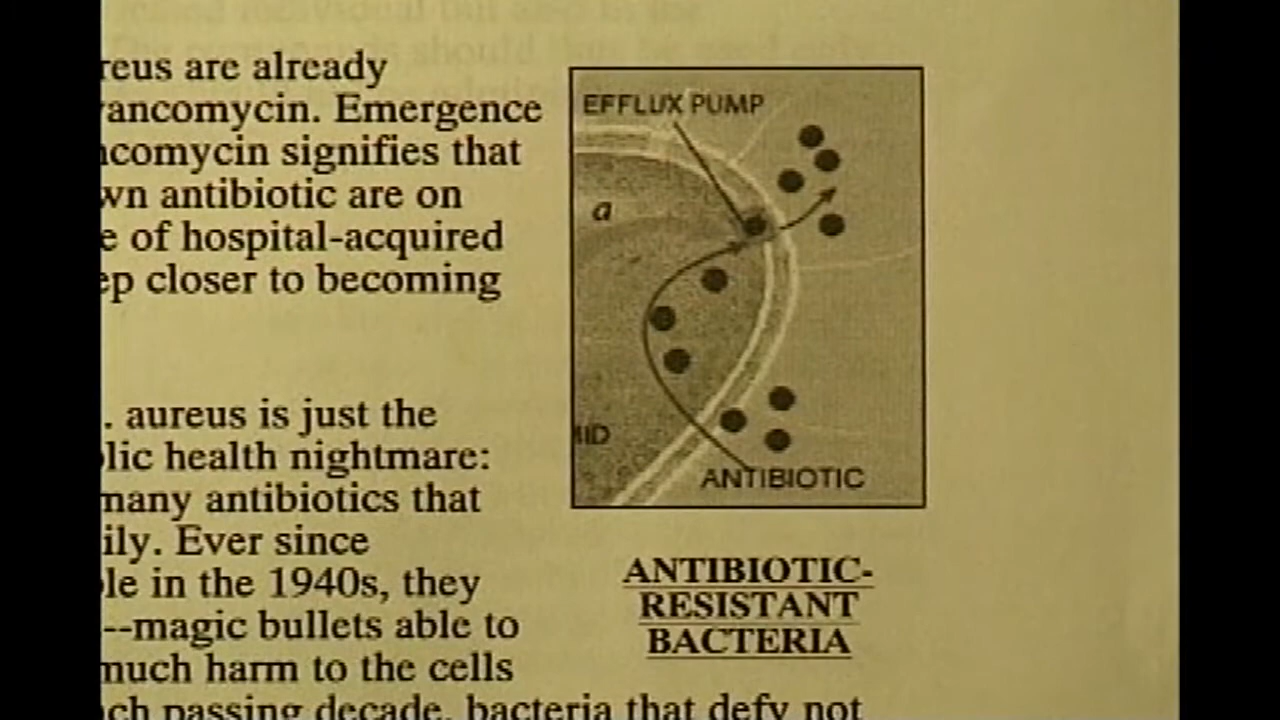 reus are already
vancomycin. Emergence
ncomycin signifies that
wn antibiotic are on
e of hospital-acquired
ep closer to becoming
. aureus is just the
lic health nightmare:
many antibiotics that
ily. Ever since
le in the 1940s, they
--magic bullets able to
much harm to the cells
ch passing decade, bacteria that defy not
EFFLUX PUMP
a
ANTIBIOTIC
ANTIBIOTIC-
RESISTANT
BACTERIA